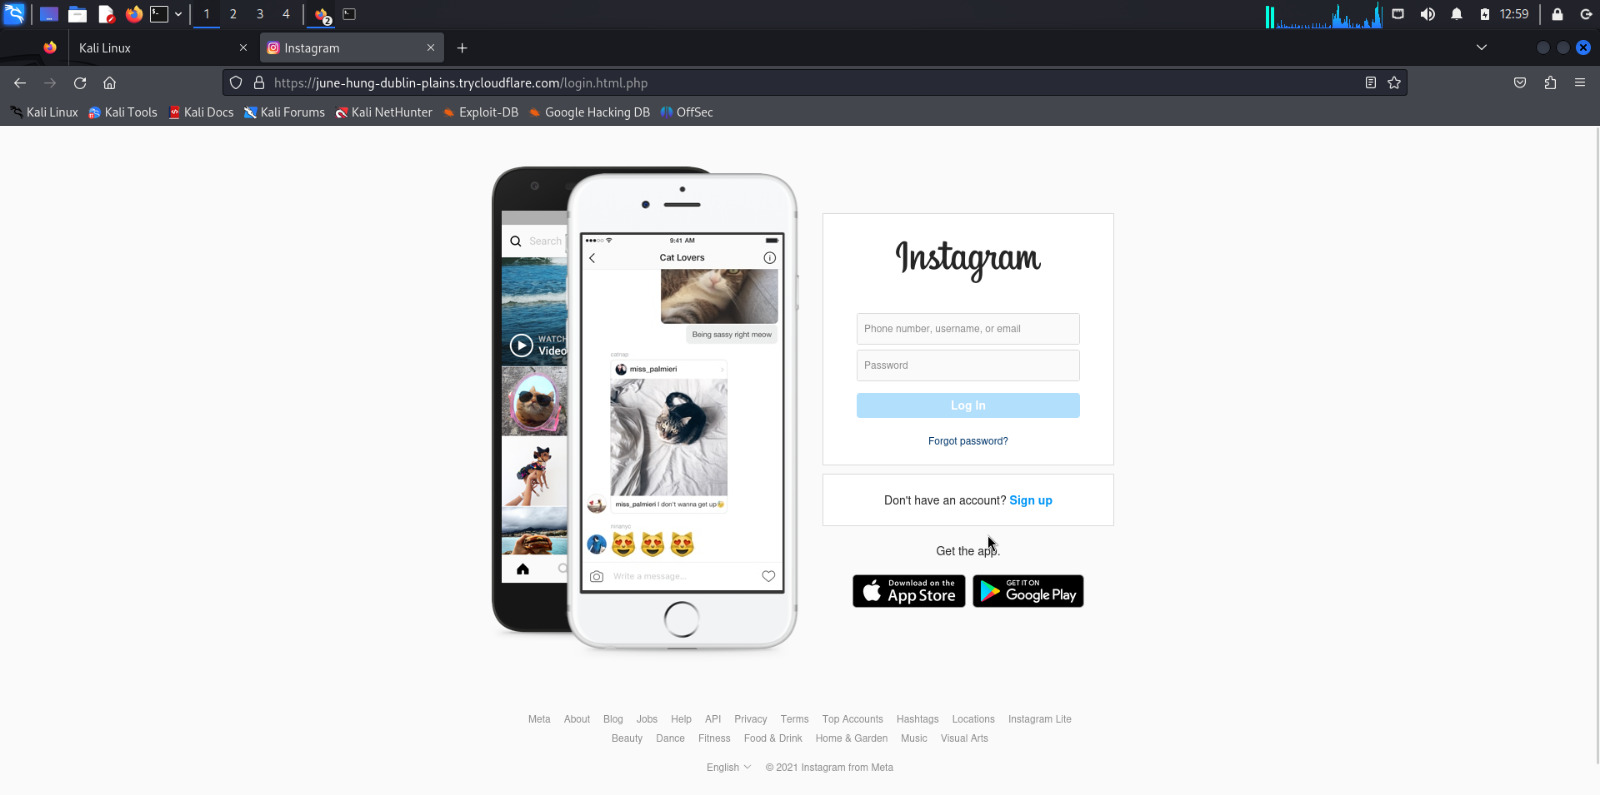 1 2 3 4 2 12:59
Kali Linux Instagram
https://june-hung-dublin-plains.trycloudflare.com/login.html.php
Kali Linux Kali Tools Kali Docs Kali Forums Kali NetHunter Exploit-DB Google Hacking DB OffSec
Search
WATCH
Video
9:41 AM
Cat Lovers
Being sassy right meow
miss_palmieri
miss_palmieri I don't wanna get up
Write a message...
Instagram
Phone number, username, or email
Password
Log In
Forgot password?
Don't have an account? Sign up
Get the app.
Download on the
App Store
GET IT ON
Google Play
Meta About Blog Jobs Help API Privacy Terms Top Accounts Hashtags Locations Instagram Lite
Beauty Dance Fitness Food & Drink Home & Garden Music Visual Arts
English © 2021 Instagram from Meta